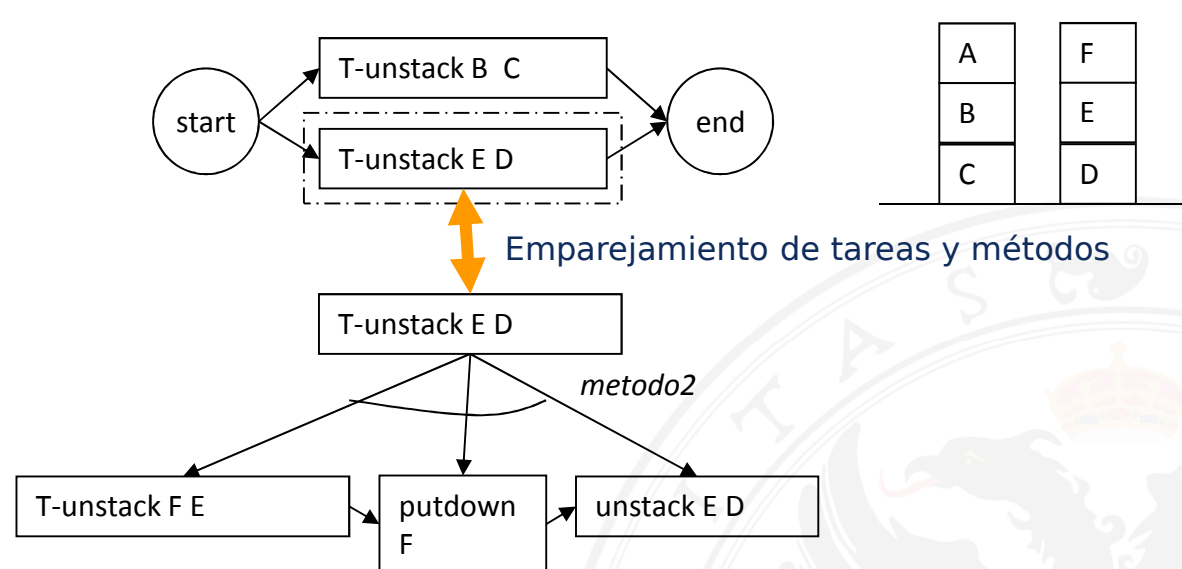 T-unstack B C
start
end
T-unstack E D
A
B
C
F
E
D
Emparejamiento de tareas y métodos
T-unstack E D
metodo2
T-unstack F E
putdown
F
unstack E D
T A S